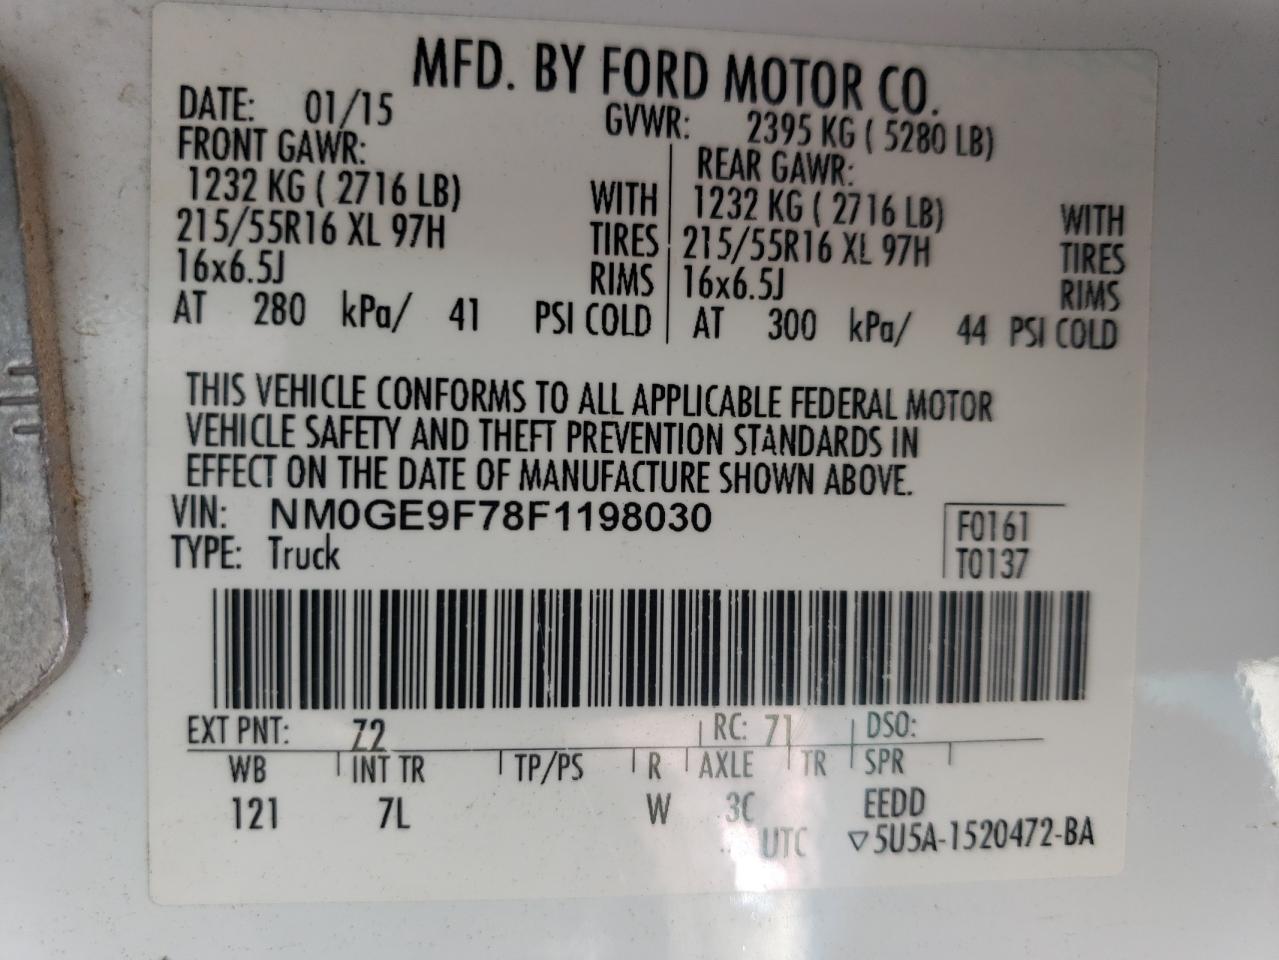 MFD. BY FORD MOTOR CO.
DATE: 01/15 GVWR: 2395 KG ( 5280 LB)
FRONT GAWR: REAR GAWR:
1232 KG ( 2716 LB) WITH 1232 KG ( 2716 LB) WITH
215/55R16 XL 97H TIRES 215/55R16 XL 97H TIRES
16x6.5J RIMS 16x6.5J RIMS
AT 280 kPa/ 41 PSI COLD AT 300 kPa/ 44 PSI COLD
THIS VEHICLE CONFORMS TO ALL APPLICABLE FEDERAL MOTOR
VEHICLE SAFETY AND THEFT PREVENTION STANDARDS IN
EFFECT ON THE DATE OF MANUFACTURE SHOWN ABOVE.
VIN: NM0GE9F78F1198030
F0161
TYPE: Truck
T0137
EXT PNT: Z2 RC: 71 DSO:
WB INT TR TP/PS R AXLE TR SPR
121 7L W 3C EEDD
UTC ▽5U5A-1520472-BA